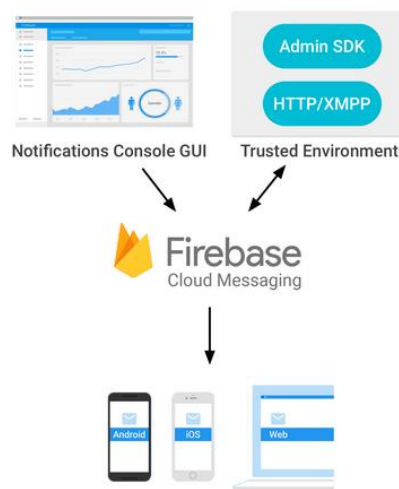 Admin SDK
HTTP/XMPP
Notifications Console GUI
Trusted Environment
Firebase
Cloud Messaging
Android
iOS
Web